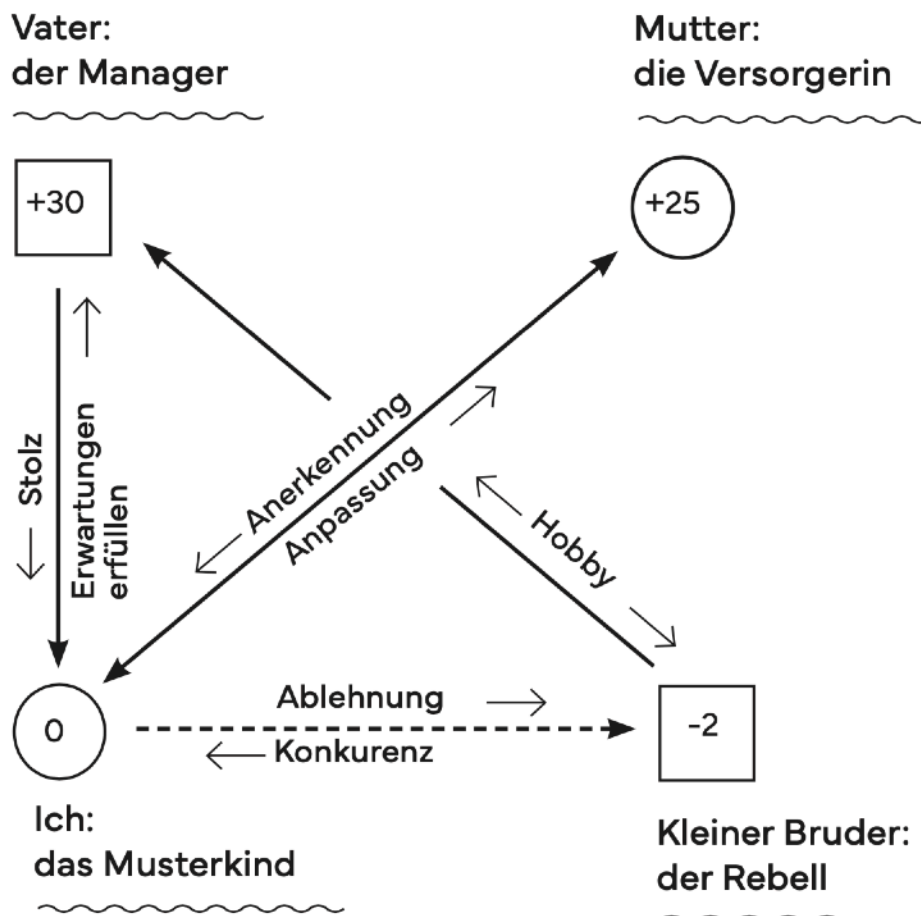 Vater:
der Manager
Mutter:
die Versorgerin
+30
+25
Stolz
Erwartungen
erfüllen
Anerkennung
Anpassung
Hobby
Ablehnung
Konkurenz
0
-2
Ich:
das Musterkind
Kleiner Bruder:
der Rebell